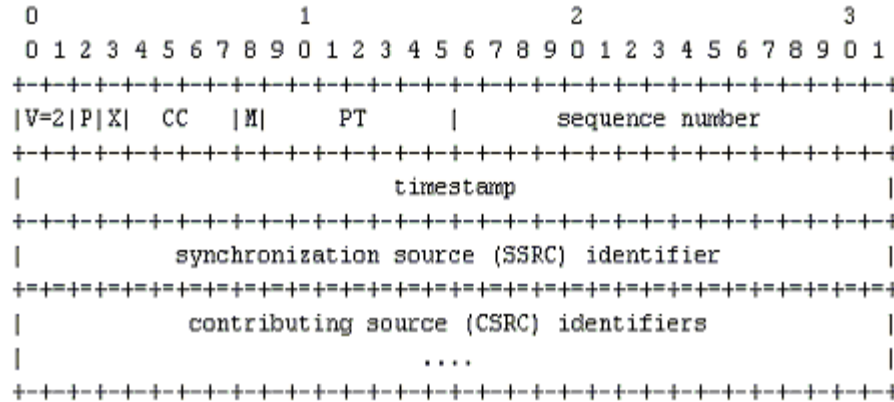 0                   1                   2                   3
0 1 2 3 4 5 6 7 8 9 0 1 2 3 4 5 6 7 8 9 0 1 2 3 4 5 6 7 8 9 0 1
+-+-+-+-+-+-+-+-+-+-+-+-+-+-+-+-+-+-+-+-+-+-+-+-+-+-+-+-+-+-+-+-+
|V=2|P|X|  CC   |M|     PT      |       sequence number         |
+-+-+-+-+-+-+-+-+-+-+-+-+-+-+-+-+-+-+-+-+-+-+-+-+-+-+-+-+-+-+-+-+
|                           timestamp                           |
+-+-+-+-+-+-+-+-+-+-+-+-+-+-+-+-+-+-+-+-+-+-+-+-+-+-+-+-+-+-+-+-+
|           synchronization source (SSRC) identifier            |
+=+=+=+=+=+=+=+=+=+=+=+=+=+=+=+=+=+=+=+=+=+=+=+=+=+=+=+=+=+=+=+=+
|            contributing source (CSRC) identifiers             |
|                             ....                              |
+-+-+-+-+-+-+-+-+-+-+-+-+-+-+-+-+-+-+-+-+-+-+-+-+-+-+-+-+-+-+-+-+